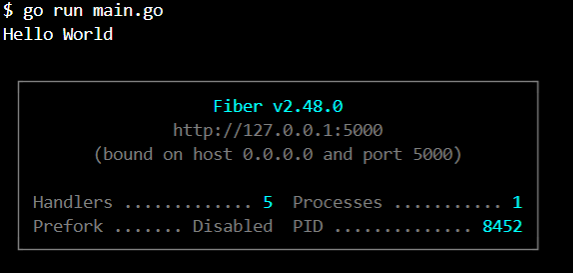 $ go run main.go
Hello World
Fiber v2.48.0
http://127.0.0.1:5000
(bound on host 0.0.0.0 and port 5000)
Handlers ............. 5  Processes ........... 1
Prefork ....... Disabled  PID .............. 8452